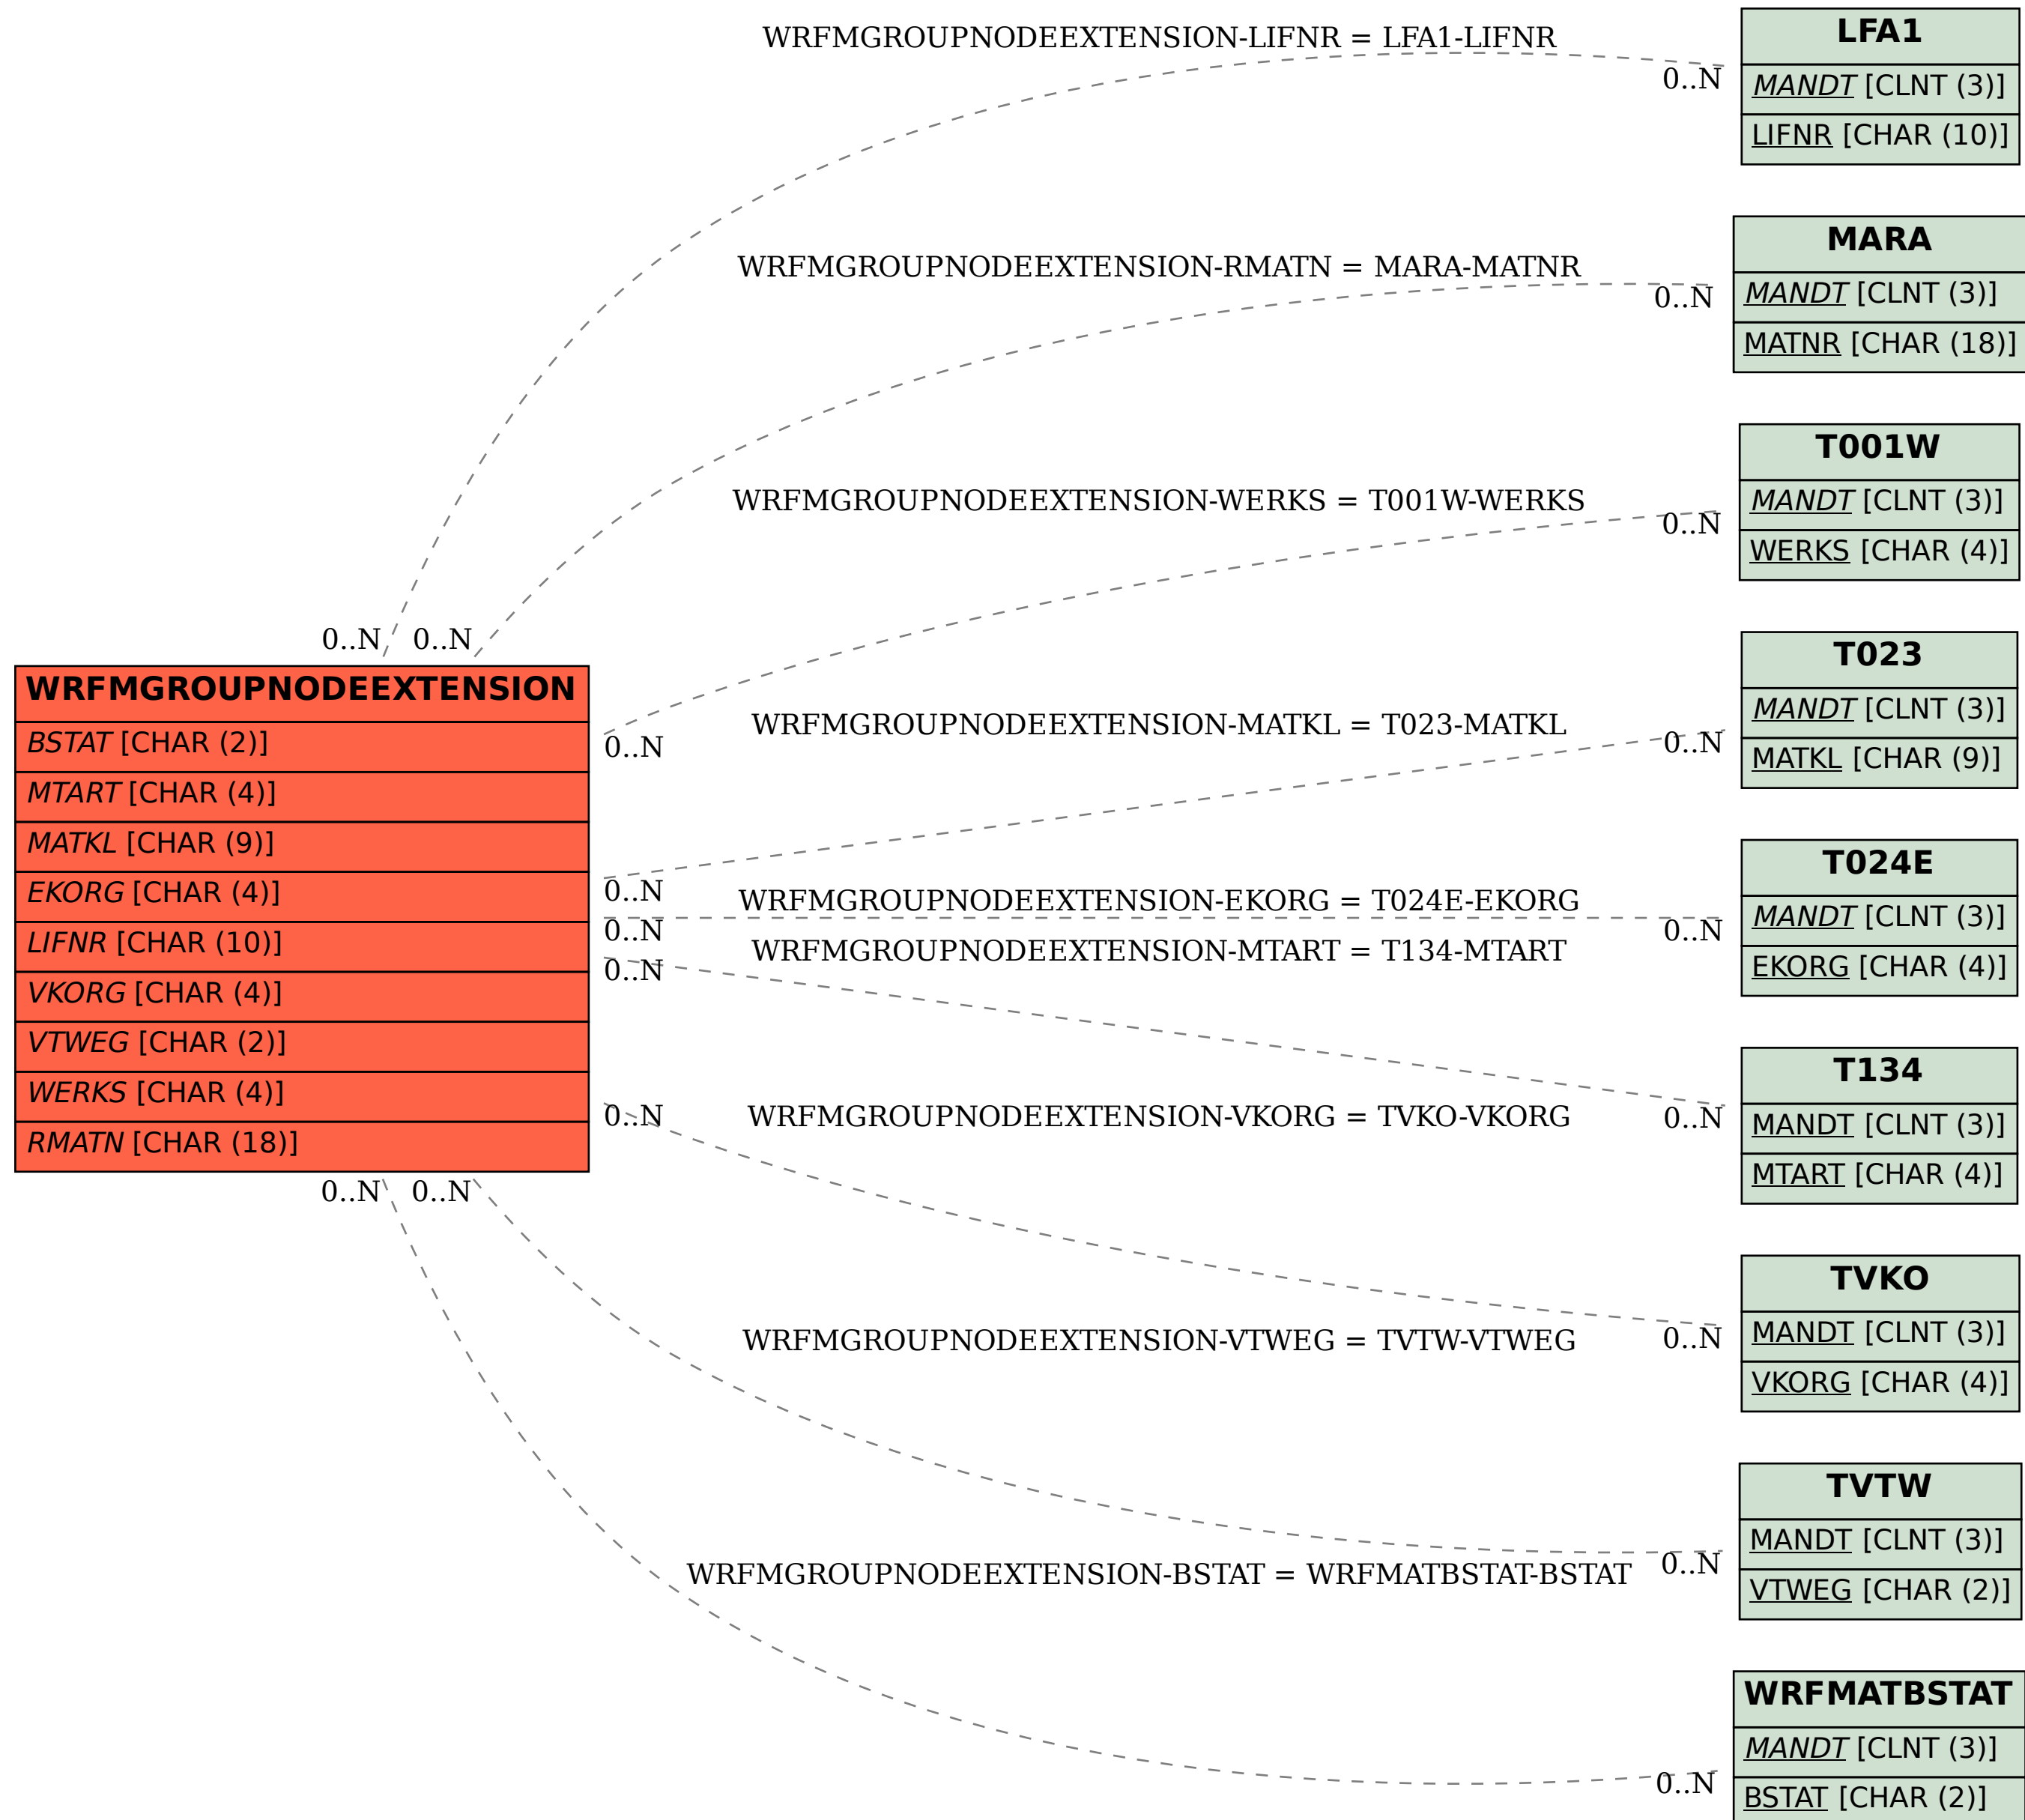 WRFMGROUPNODEEXTENSION-LIFNR = LFA1-LIFNR
0..N
LFA1
MANDT [CLNT (3)]
LIFNR [CHAR (10)]
WRFMGROUPNODEEXTENSION-RMATN = MARA-MATNR
0..N
MARA
MANDT [CLNT (3)]
MATNR [CHAR (18)]
WRFMGROUPNODEEXTENSION-WERKS = T001W-WERKS
0..N
T001W
MANDT [CLNT (3)]
WERKS [CHAR (4)]
0..N 0..N
WRFMGROUPNODEEXTENSION
BSTAT [CHAR (2)]
MTART [CHAR (4)]
MATKL [CHAR (9)]
EKORG [CHAR (4)]
LIFNR [CHAR (10)]
VKORG [CHAR (4)]
VTWEG [CHAR (2)]
WERKS [CHAR (4)]
RMATN [CHAR (18)]
0..N
WRFMGROUPNODEEXTENSION-MATKL = T023-MATKL
0..N
T023
MANDT [CLNT (3)]
MATKL [CHAR (9)]
0..N
WRFMGROUPNODEEXTENSION-EKORG = T024E-EKORG
0..N
0..N
T024E
MANDT [CLNT (3)]
EKORG [CHAR (4)]
WRFMGROUPNODEEXTENSION-MTART = T134-MTART
0..N
0..N
T134
MANDT [CLNT (3)]
MTART [CHAR (4)]
0..N
WRFMGROUPNODEEXTENSION-VKORG = TVKO-VKORG
0..N
TVKO
MANDT [CLNT (3)]
VKORG [CHAR (4)]
0..N 0..N
WRFMGROUPNODEEXTENSION-VTWEG = TVTW-VTWEG
0..N
TVTW
MANDT [CLNT (3)]
VTWEG [CHAR (2)]
WRFMGROUPNODEEXTENSION-BSTAT = WRFMATBSTAT-BSTAT
0..N
WRFMATBSTAT
MANDT [CLNT (3)]
BSTAT [CHAR (2)]